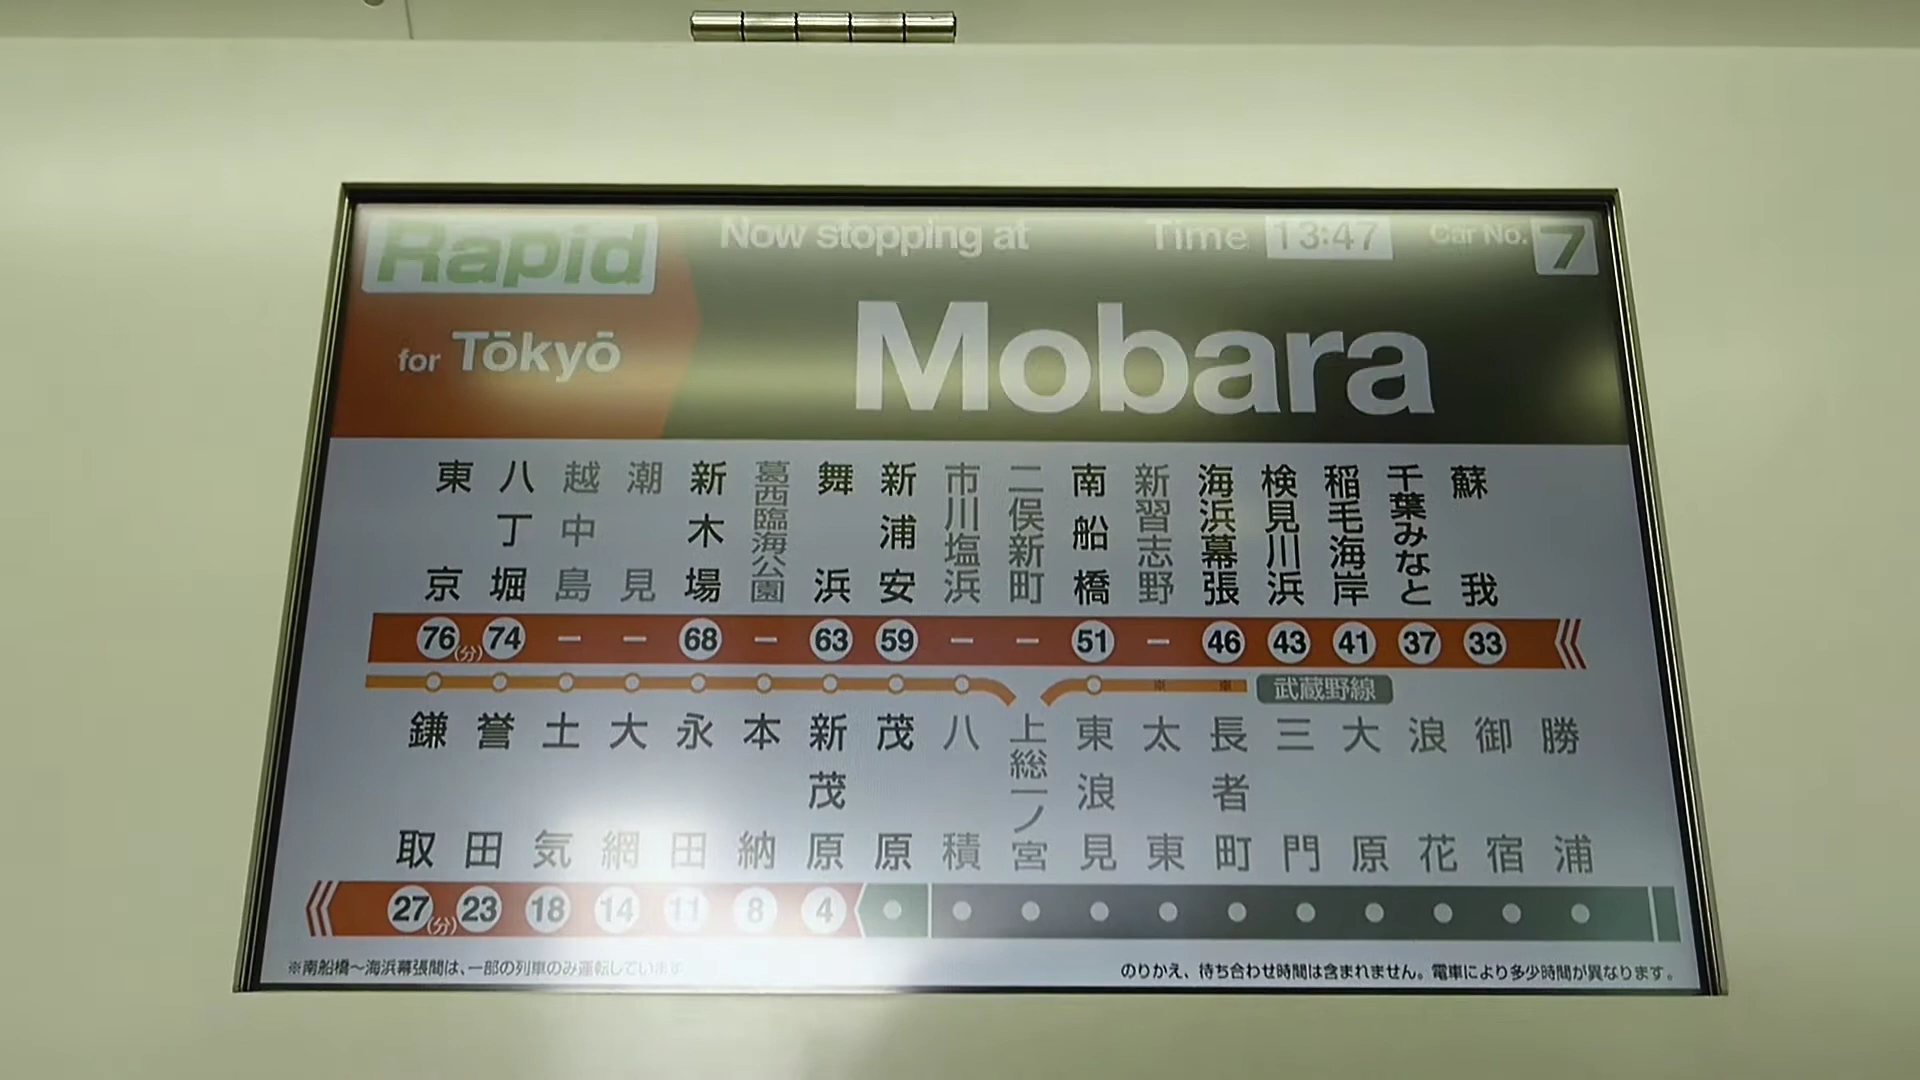 Rapid
Now stopping at
Time 13:47
Car No. 7
for Tōkyō
Mobara
東京 八丁堀 越中島 潮見 新木場 葛西臨海公園 舞浜 新浦安 市川塩浜 二俣新町 南船橋 新習志野 海浜幕張 検見川浜 稲毛海岸 千葉みなと 蘇我
76 (分) 74 − − 68 − 63 59 − − 51 − 46 43 41 37 33
※ ※ 武蔵野線
鎌取 誉田 土気 大網 永田 本納 新茂原 茂原 八積 上総一ノ宮 東浪見 太東 長者町 三門 大原 浪花 御宿 勝浦
27 (分) 23 18 14 11 8 4
※南船橋～海浜幕張間は、一部の列車のみ運転しています
のりかえ、待ち合わせ時間は含まれません。電車により多少時間が異なります。